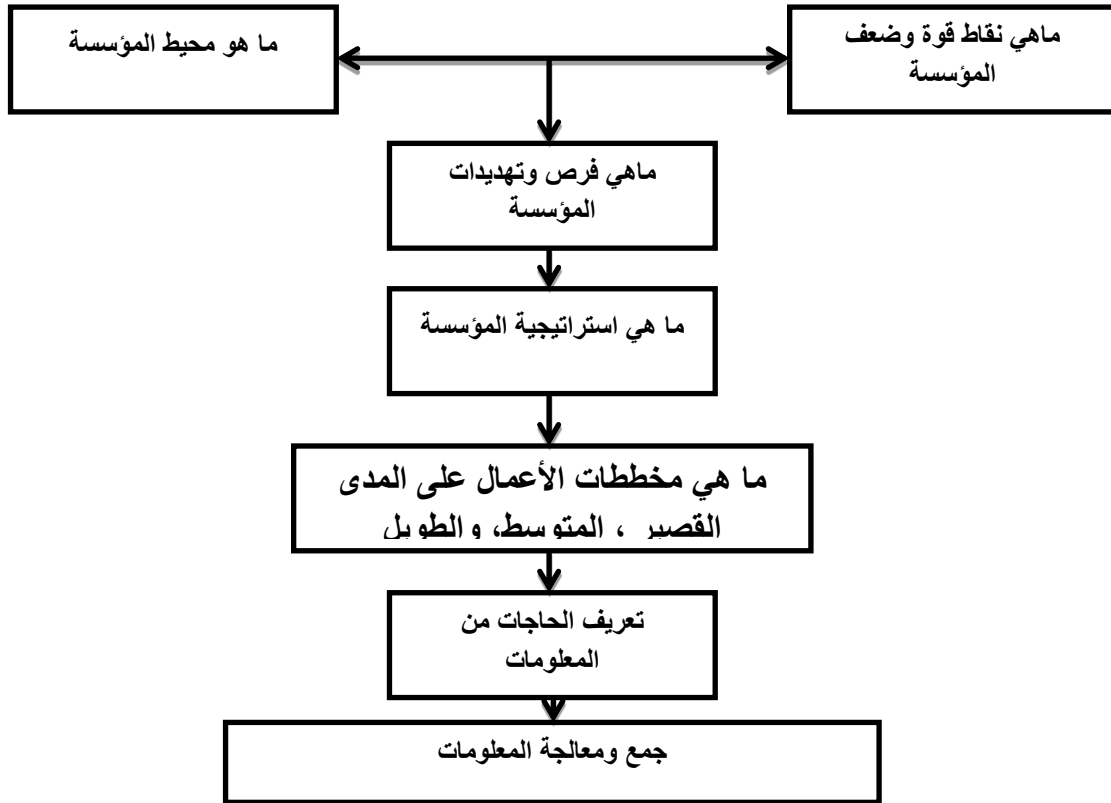 ماهي نقاط قوة وضعف
المؤسسة
ما هو محيط المؤسسة
ماهي فرص وتهديدات
المؤسسة
ما هي استراتيجية المؤسسة
ما هي مخططات الأعمال على المدى
القصير ، المتوسط، والطويل
تعريف الحاجات من
المعلومات
جمع ومعالجة المعلومات